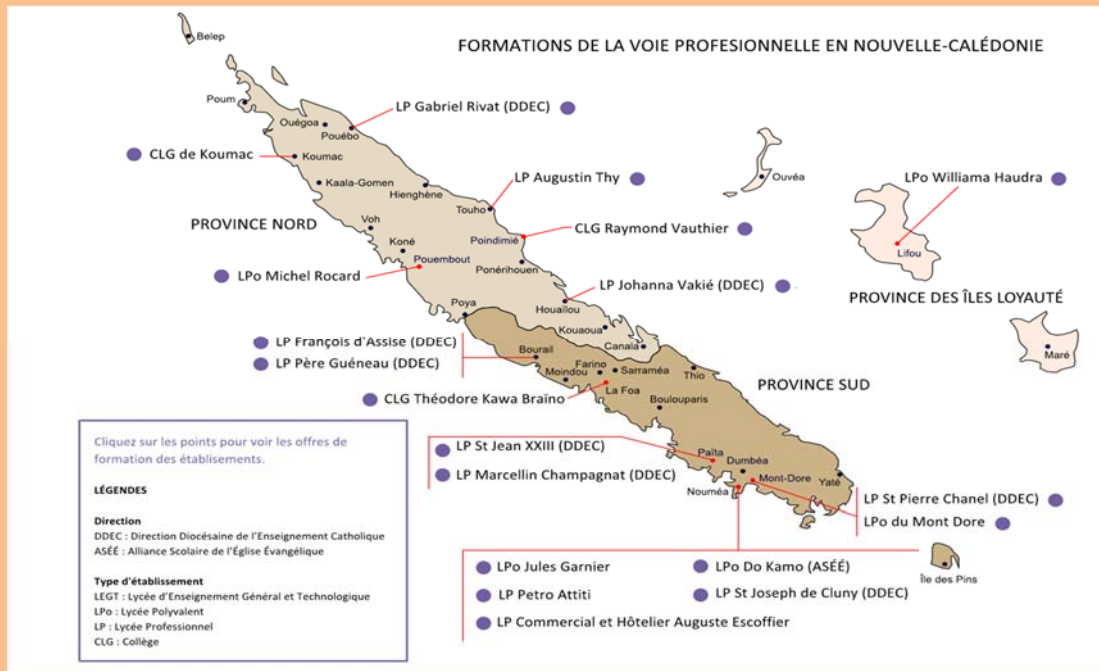 FORMATIONS DE LA VOIE PROFESIONNELLE EN NOUVELLE-CALÉDONIE
Belep
Poum
LP Gabriel Rivat (DDEC)
Ouégoa
Pouébo
CLG de Koumac
Koumac
Kaala-Gomen
Hienghène
LP Augustin Thy
Ouvéa
LPo Williama Haudra
Touho
PROVINCE NORD
Voh
CLG Raymond Vauthier
Poindimié
Koné
Lifou
Pouembout
Ponérihouen
LPo Michel Rocard
LP Johanna Vakié (DDEC)
PROVINCE DES ÎLES LOYAUTÉ
Poya
Houaïlou
Kouaoua
Canala
LP François d'Assise (DDEC)
Bourail
Maré
LP Père Guéneau (DDEC)
Farino
Sarraméa
Moindou
Thio
PROVINCE SUD
La Foa
CLG Théodore Kawa Braïno
Boulouparis
LP St Jean XXIII (DDEC)
Païta
Dumbéa
LP Marcellin Champagnat (DDEC)
Mont-Dore
Yaté
Nouméa
LP St Pierre Chanel (DDEC)
LPo du Mont Dore
LPo Jules Garnier
LPo Do Kamo (ASÉÉ)
Île des Pins
LP Petro Attiti
LP St Joseph de Cluny (DDEC)
LP Commercial et Hôtelier Auguste Escoffier
Cliquez sur les points pour voir les offres de
formation des établisements.
LÉGENDES
Direction
DDEC : Direction Diocésaine de l'Enseignement Catholique
ASÉÉ : Alliance Scolaire de l'Église Évangélique
Type d'établissement
LEGT : Lycée d'Enseignement Général et Technologique
LPo : Lycée Polyvalent
LP : Lycée Professionnel
CLG : Collège